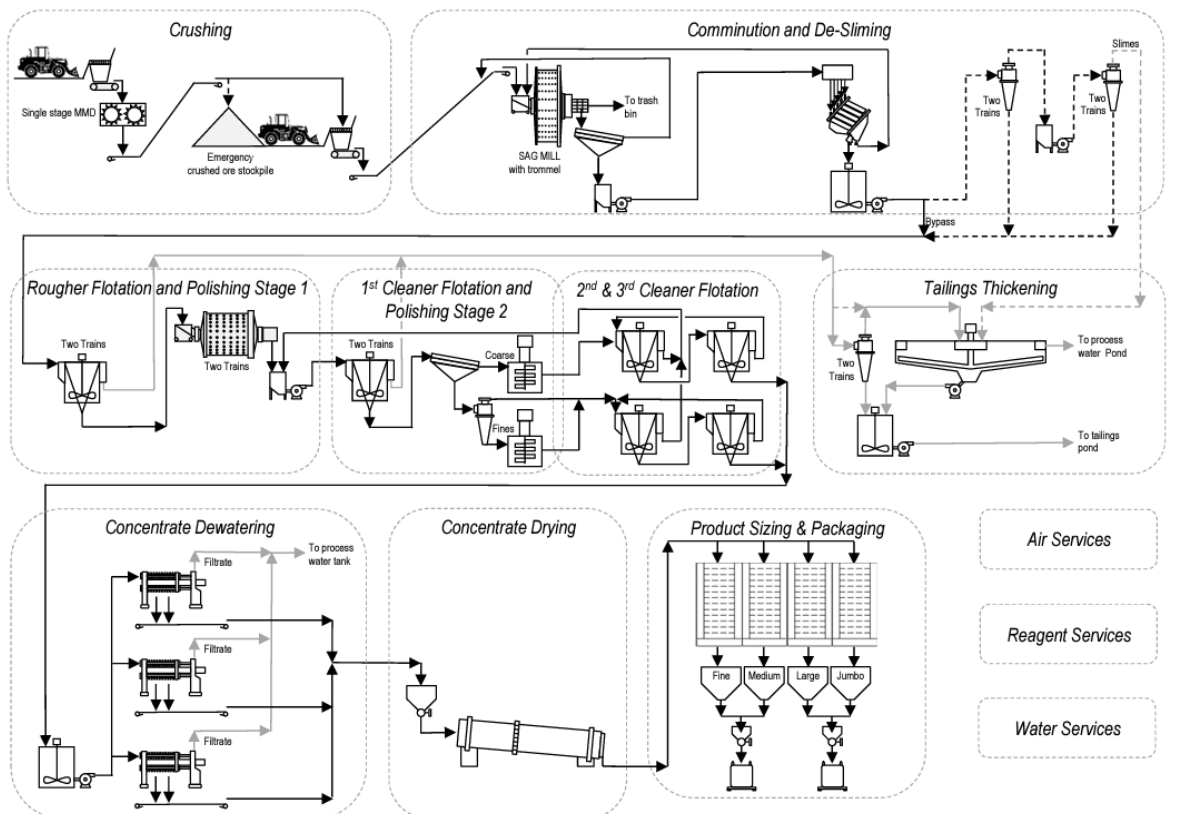 Crushing
Single stage MMD
Emergency
crushed ore stockpile
Comminution and De-Sliming
To trash
bin
SAG MILL
with trommel
Two
Trains
Slimes
Two
Trains
Bypass
Rougher Flotation and Polishing Stage 1
Two Trains
Two Trains
1st Cleaner Flotation and
Polishing Stage 2
Two Trains
Coarse
Fines
2nd & 3rd Cleaner Flotation
Tailings Thickening
Two
Trains
To process
water Pond
To tailings
pond
Concentrate Dewatering
Filtrate
To process
water tank
Filtrate
Filtrate
Concentrate Drying
Product Sizing & Packaging
Fine
Medium
Large
Jumbo
Air Services
Reagent Services
Water Services